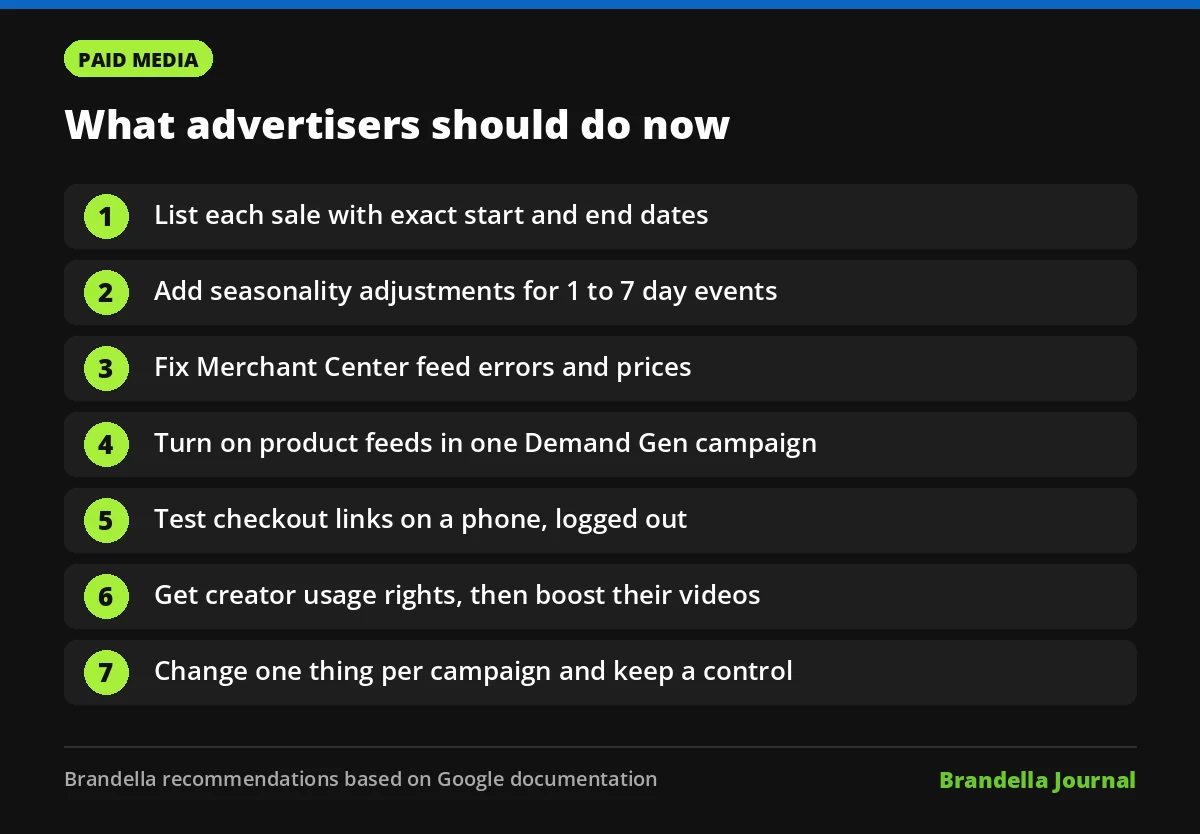 PAID MEDIA
What advertisers should do now
1 List each sale with exact start and end dates
2 Add seasonality adjustments for 1 to 7 day events
3 Fix Merchant Center feed errors and prices
4 Turn on product feeds in one Demand Gen campaign
5 Test checkout links on a phone, logged out
6 Get creator usage rights, then boost their videos
7 Change one thing per campaign and keep a control
Brandella recommendations based on Google documentation
Brandella Journal